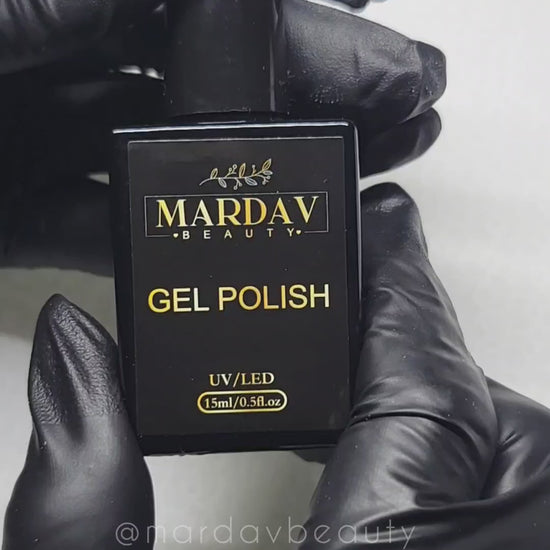 MARDAV
BEAUTY
GEL POLISH
UV/LED
15ml/0.5fl.oz
@mardavbeauty